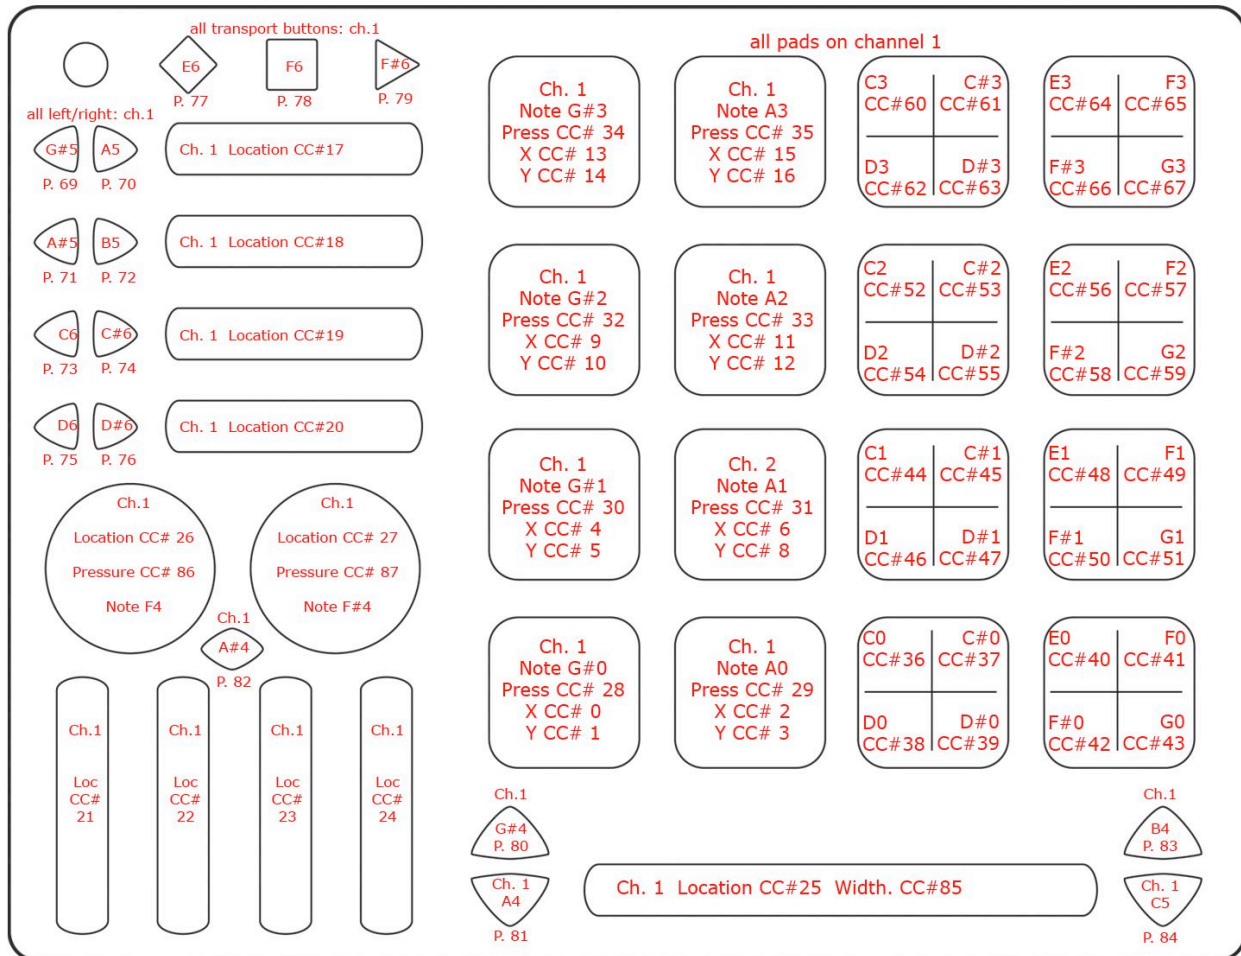 all transport buttons: ch.1
E6
P. 77
F6
P. 78
F#6
P. 79
all left/right: ch.1
G#5
A5
P. 69
P. 70
Ch. 1 Location CC#17
A#5
B5
P. 71
P. 72
Ch. 1 Location CC#18
C6
C#6
P. 73
P. 74
Ch. 1 Location CC#19
D6
D#6
P. 75
P. 76
Ch. 1 Location CC#20
Ch.1
Location CC# 26
Pressure CC# 86
Note F4
Ch.1
Location CC# 27
Pressure CC# 87
Note F#4
Ch.1
A#4
P. 82
Ch.1
Loc
CC#
21
Ch.1
Loc
CC#
22
Ch.1
Loc
CC#
23
Ch.1
Loc
CC#
24
all pads on channel 1
Ch. 1
Note G#3
Press CC# 34
X CC# 13
Y CC# 14
Ch. 1
Note A3
Press CC# 35
X CC# 15
Y CC# 16
C3
CC#60
C#3
CC#61
D3
CC#62
D#3
CC#63
E3
CC#64
F3
CC#65
F#3
CC#66
G3
CC#67
Ch. 1
Note G#2
Press CC# 32
X CC# 9
Y CC# 10
Ch. 1
Note A2
Press CC# 33
X CC# 11
Y CC# 12
C2
CC#52
C#2
CC#53
D2
CC#54
D#2
CC#55
E2
CC#56
F2
CC#57
F#2
CC#58
G2
CC#59
Ch. 1
Note G#1
Press CC# 30
X CC# 4
Y CC# 5
Ch. 2
Note A1
Press CC# 31
X CC# 6
Y CC# 8
C1
CC#44
C#1
CC#45
D1
CC#46
D#1
CC#47
E1
CC#48
F1
CC#49
F#1
CC#50
G1
CC#51
Ch. 1
Note G#0
Press CC# 28
X CC# 0
Y CC# 1
Ch. 1
Note A0
Press CC# 29
X CC# 2
Y CC# 3
C0
CC#36
C#0
CC#37
D0
CC#38
D#0
CC#39
E0
CC#40
F0
CC#41
F#0
CC#42
G0
CC#43
Ch.1
G#4
P. 80
Ch. 1
A4
P. 81
Ch. 1 Location CC#25 Width. CC#85
Ch.1
B4
P. 83
Ch. 1
C5
P. 84